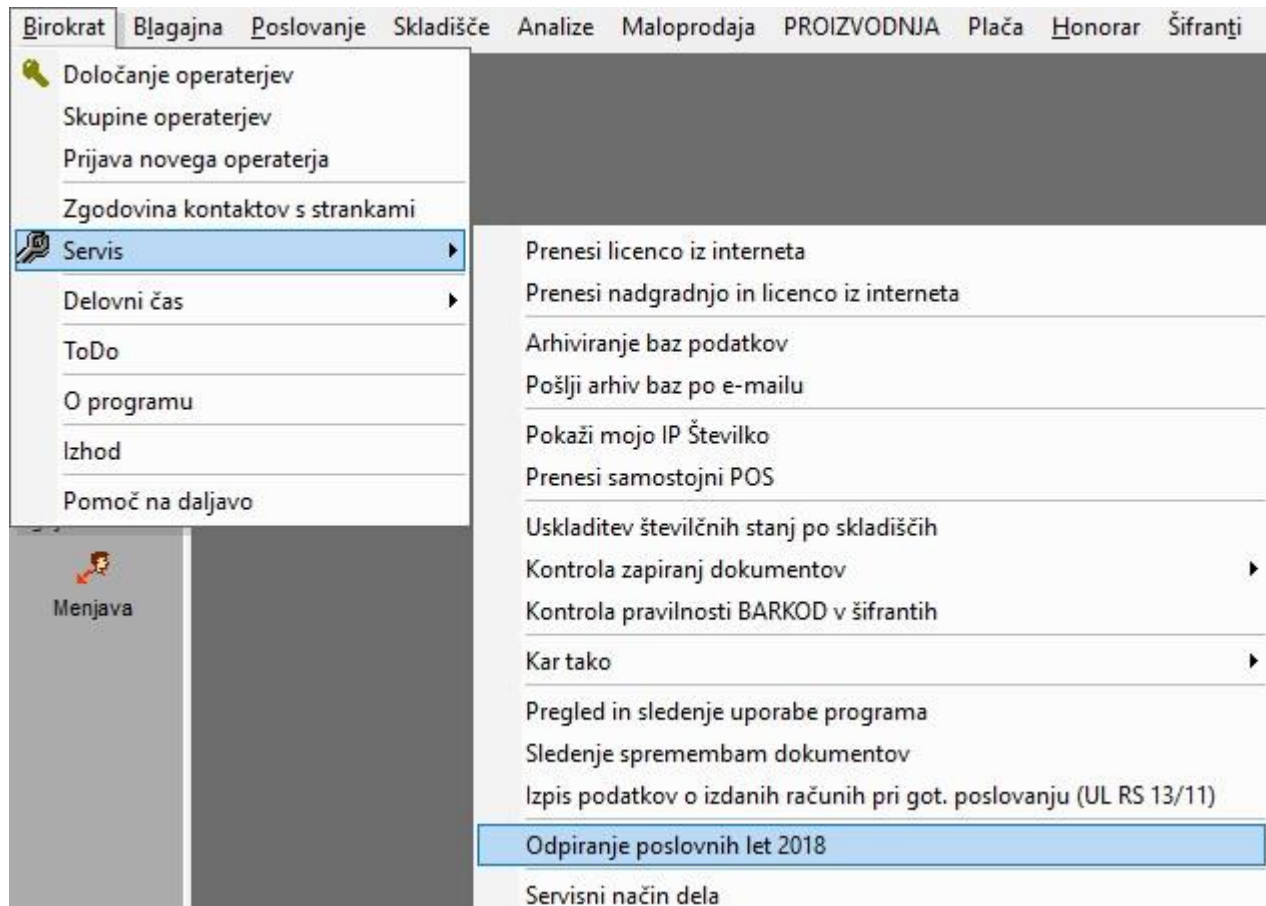 Birokrat Blagajna Poslovanje Skladišče Analize Maloprodaja PROIZVODNJA Plača Honorar Šifranti
Določanje operaterjev
Skupine operaterjev
Prijava novega operaterja
Zgodovina kontaktov s strankami
Servis
Delovni čas
ToDo
O programu
Izhod
Pomoč na daljavo
Menjava
Prenesi licenco iz interneta
Prenesi nadgradnjo in licenco iz interneta
Arhiviranje baz podatkov
Pošlji arhiv baz po e-mailu
Pokaži mojo IP Številko
Prenesi samostojni POS
Uskladitev številčnih stanj po skladiščih
Kontrola zapiranj dokumentov
Kontrola pravilnosti BARKOD v šifrantih
Kar tako
Pregled in sledenje uporabe programa
Sledenje spremembam dokumentov
Izpis podatkov o izdanih računih pri got. poslovanju (UL RS 13/11)
Odpiranje poslovnih let 2018
Servisni način dela